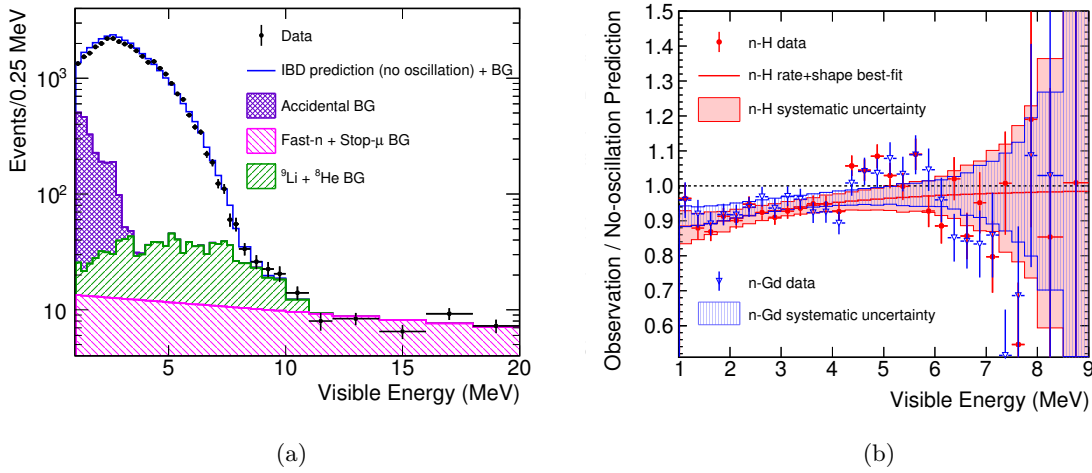 Events/0.25 MeV
10³
10²
10
Data
IBD prediction (no oscillation) + BG
Accidental BG
Fast-n + Stop-μ BG
⁹Li + ⁸He BG
5 10 15 20
Visible Energy (MeV)
(a)
Observation / No-oscillation Prediction
1.5
1.4
1.3
1.2
1.1
1.0
0.9
0.8
0.7
0.6
n-H data
n-H rate+shape best-fit
n-H systematic uncertainty
n-Gd data
n-Gd systematic uncertainty
1 2 3 4 5 6 7 8 9
Visible Energy (MeV)
(b)